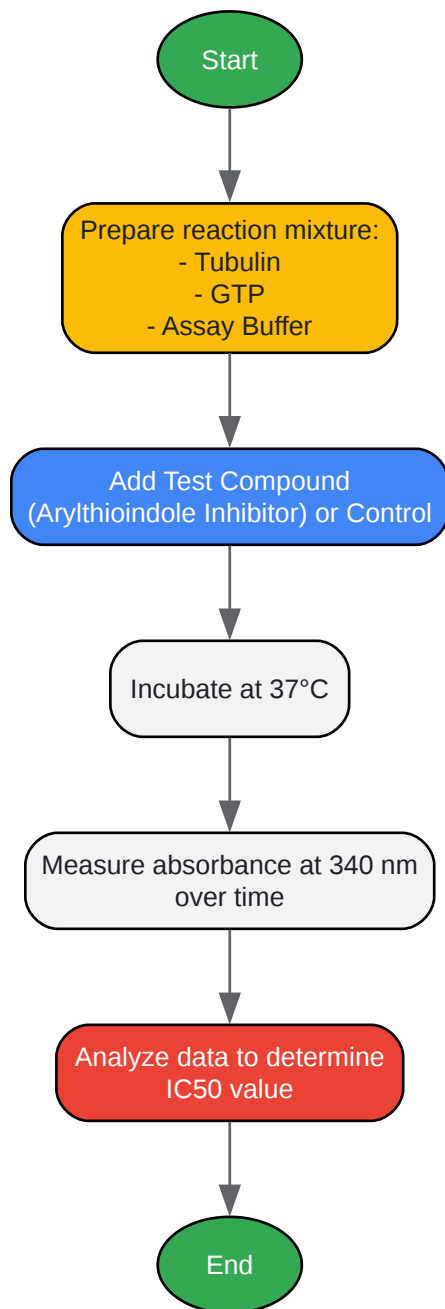 Start
Prepare reaction mixture:
- Tubulin
- GTP
- Assay Buffer
Add Test Compound
(Arylthioindole Inhibitor) or Control
Incubate at 37°C
Measure absorbance at 340 nm
over time
Analyze data to determine
IC50 value
End